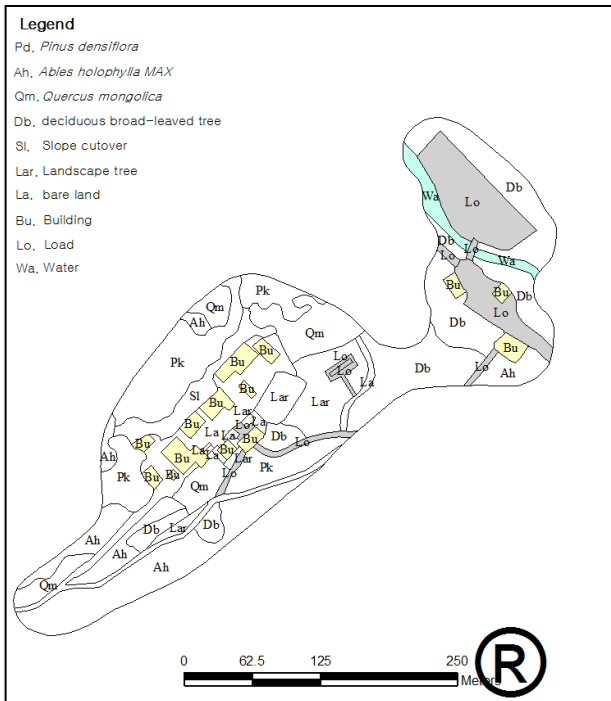 Legend
Pd. Pinus densiflora
Ah. Abies holophylla MAX
Qm. Quercus mongolica
Db. deciduous broad-leaved tree
Sl. Slope cutover
Lar. Landscape tree
La. bare land
Bu. Building
Lo. Load
Wa. Water
Db
Wa
Lo
Db
Lo
Lo
Wa
Bu
Bu
Db
Lo
Db
Bu
Lo
Ah
Db
Pk
Qm
Ah
Qm
Pk
Bu
Bu
Lo
Lo
La
Sl
Bu
Bu
Lar
Lar
Lar
Bu
Lo
La
La
La
Bu
Db
Lo
Bu
Lar
La
Bu
Bu
Lar
Ah
Pk
Bu
Bu
Lo
Pk
Qm
Ah
Db
Lar
Db
Ah
Ah
Qm
0 62.5 125 250
Meters
R